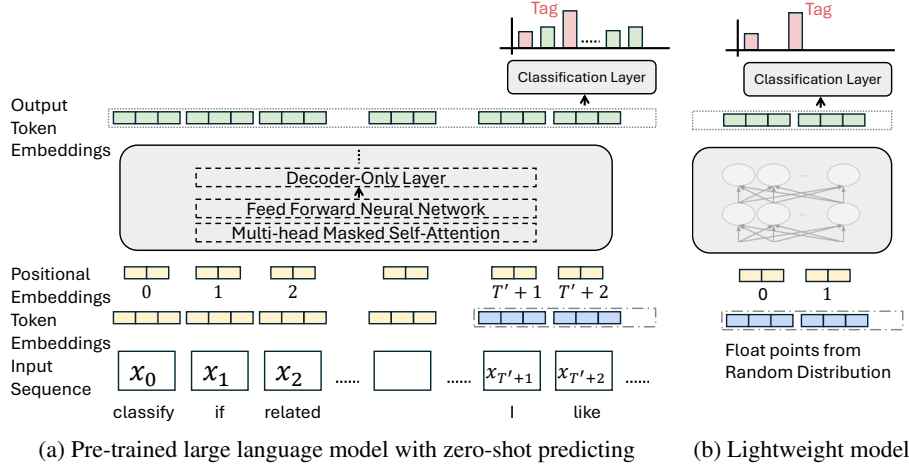 Tag
Tag
......
Classification Layer
Classification Layer
Output
Token
Embeddings
Decoder-Only Layer
Feed Forward Neural Network
Multi-head Masked Self-Attention
Positional
Embeddings
0 1 2 T′ + 1 T′ + 2
0 1
Token
Embeddings
Input
Sequence
x₀ x₁ x₂ ...... ...... x_{T′+1} x_{T′+2} ......
Float points from
Random Distribution
classify if related I like
(a) Pre-trained large language model with zero-shot predicting
(b) Lightweight model